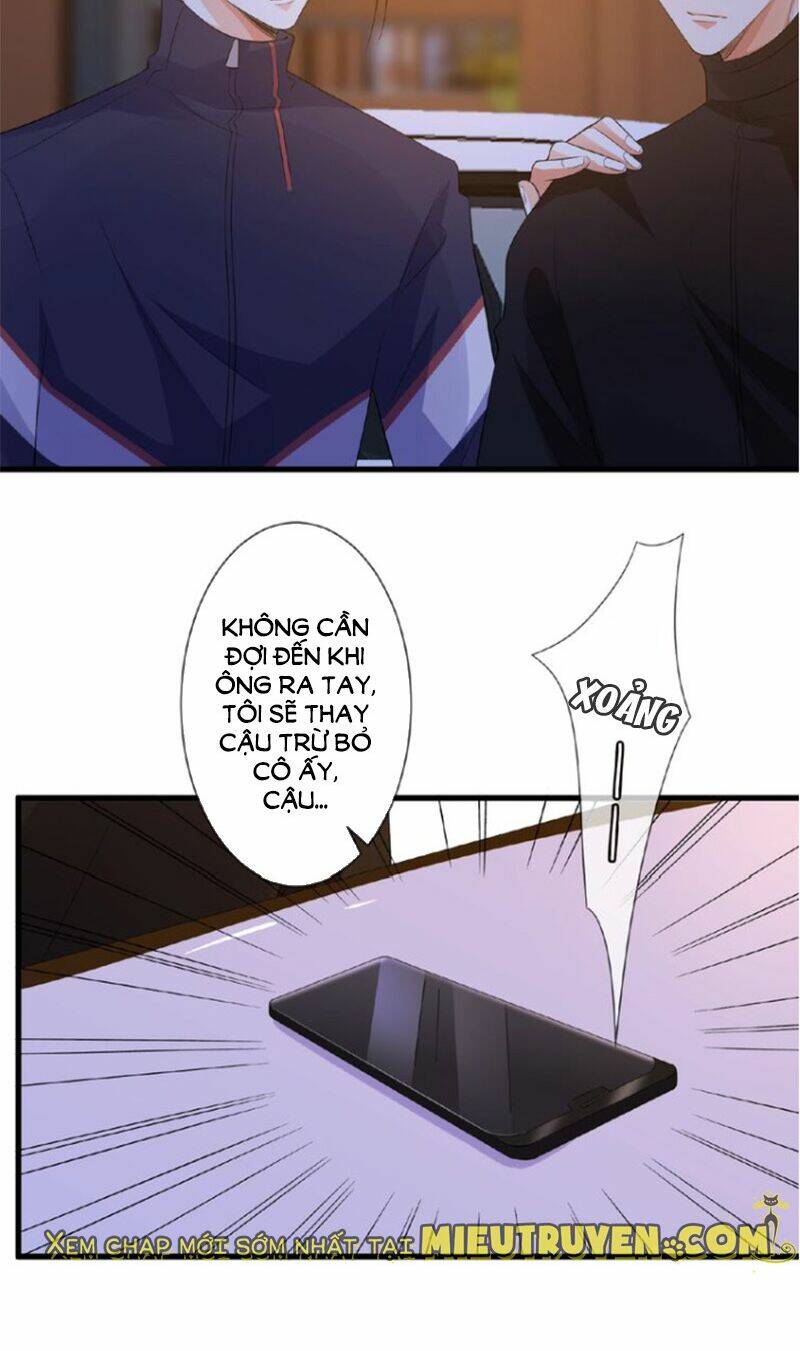 KHÔNG CẦN
ĐỢI ĐẾN KHI
ÔNG RA TAY,
TÔI SẼ THAY
CẬU TRỪ BỎ
CÔ ẤY,
CẬU...
XOẢNG
XEM CHAP MỚI SỚM NHẤT TẠI MIEUTRUYEN.COM